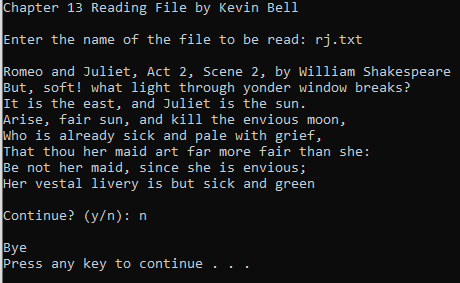 Chapter 13 Reading File by Kevin Bell
Enter the name of the file to be read: rj.txt
Romeo and Juliet, Act 2, Scene 2, by William Shakespeare
But, soft! what light through yonder window breaks?
It is the east, and Juliet is the sun.
Arise, fair sun, and kill the envious moon,
Who is already sick and pale with grief,
That thou her maid art far more fair than she:
Be not her maid, since she is envious;
Her vestal livery is but sick and green
Continue? (y/n): n
Bye
Press any key to continue . . .